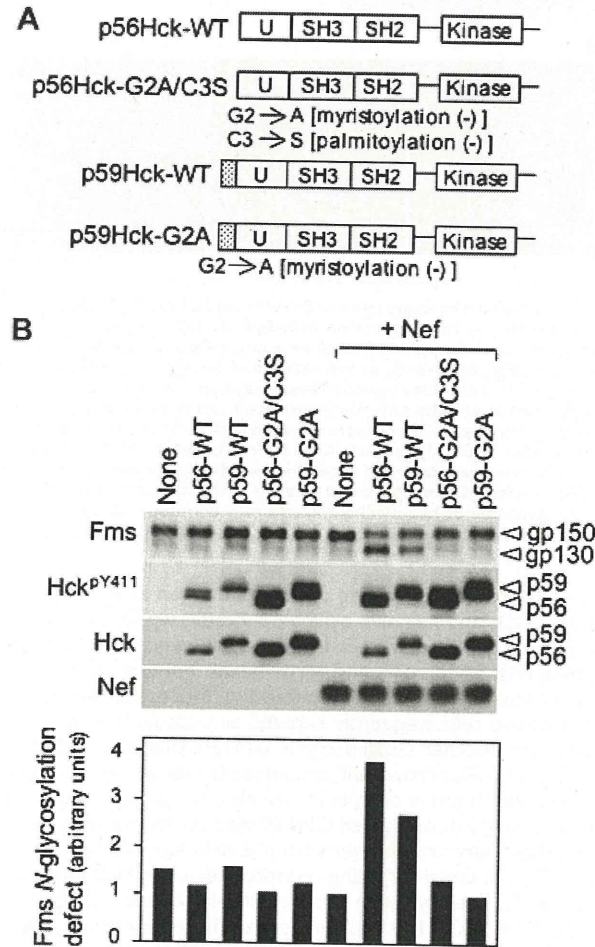 A
p56Hck-WT U SH3 SH2 Kinase
p56Hck-G2A/C3S U SH3 SH2 Kinase
G2 → A [myristoylation (-)]
C3 → S [palmitoylation (-)]
p59Hck-WT U SH3 SH2 Kinase
p59Hck-G2A U SH3 SH2 Kinase
G2 → A [myristoylation (-)]
B
+ Nef
None p56-WT p59-WT p56-G2A/C3S p59-G2A None p56-WT p59-WT p56-G2A/C3S p59-G2A
Fms gp150
gp130
HckpY411 p59
p56
Hck p59
p56
Nef
Fms N-glycosylation
defect (arbitrary units)
4
3
2
1
0